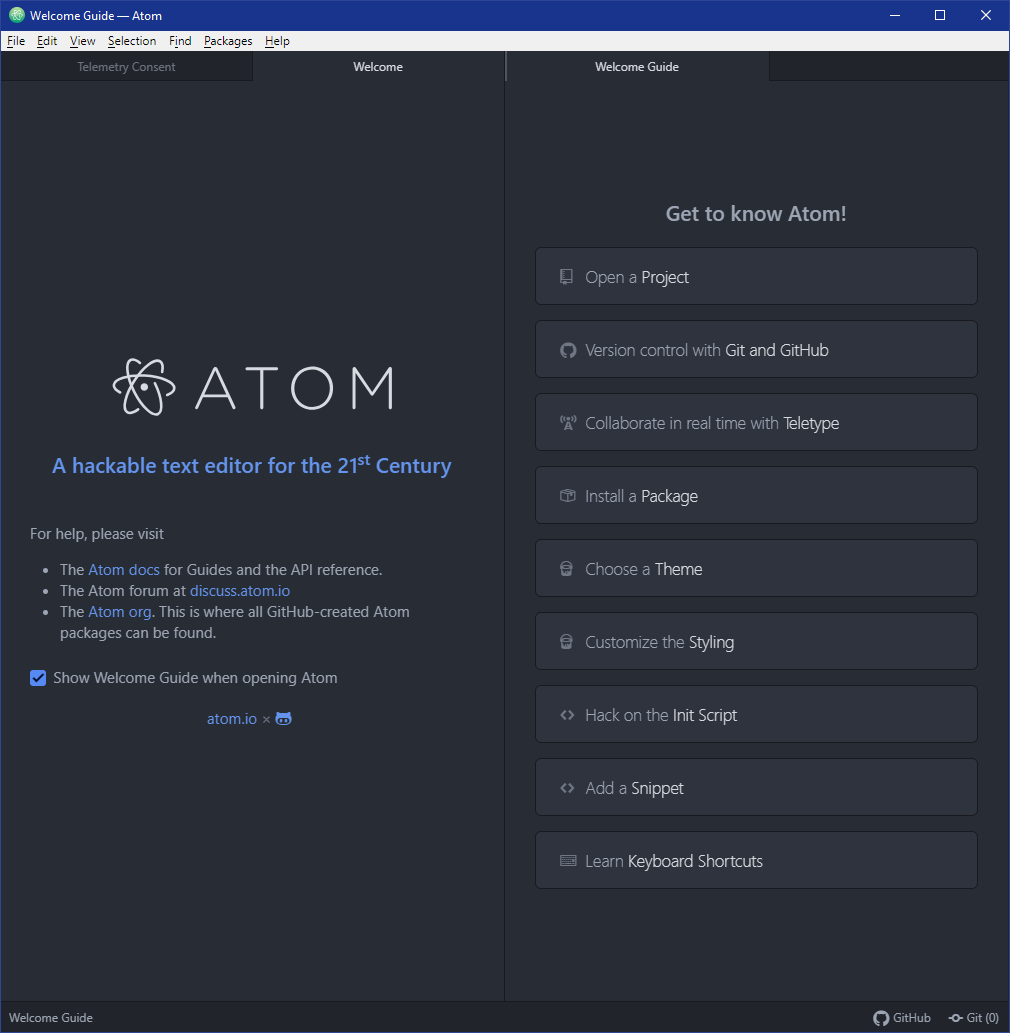 Welcome Guide — Atom
File Edit View Selection Find Packages Help
Telemetry Consent
Welcome
Welcome Guide
ATOM
A hackable text editor for the 21st Century
For help, please visit
• The Atom docs for Guides and the API reference.
• The Atom forum at discuss.atom.io
• The Atom org. This is where all GitHub-created Atom
packages can be found.
Show Welcome Guide when opening Atom
atom.io ×
Get to know Atom!
Open a Project
Version control with Git and GitHub
Collaborate in real time with Teletype
Install a Package
Choose a Theme
Customize the Styling
Hack on the Init Script
Add a Snippet
Learn Keyboard Shortcuts
Welcome Guide
GitHub
Git (0)